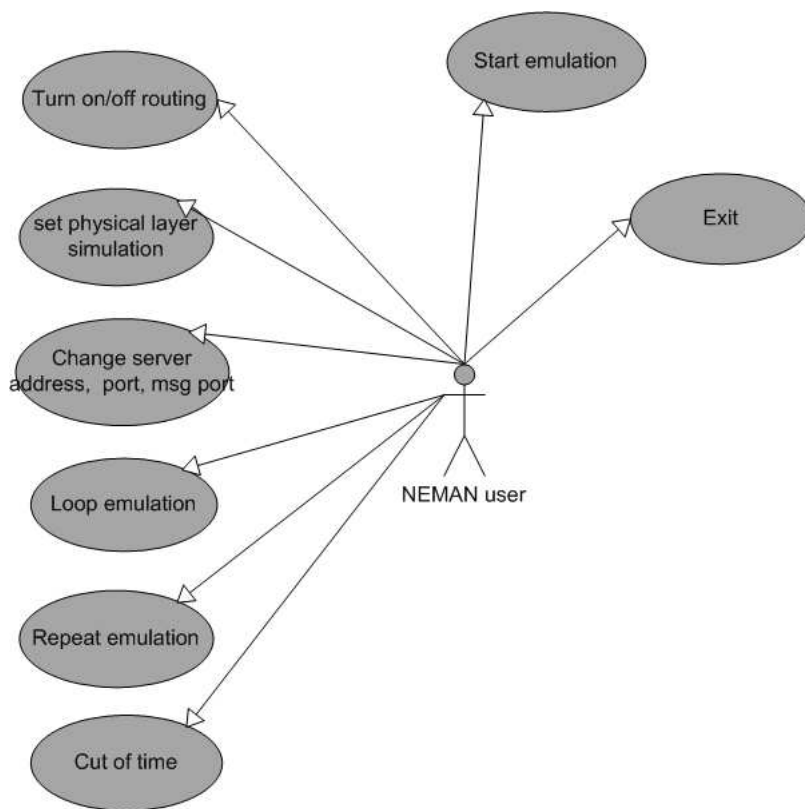 Start emulation
Turn on/off routing
Exit
set physical layer
simulation
Change server
address, port, msg port
Loop emulation
NEMAN user
Repeat emulation
Cut of time